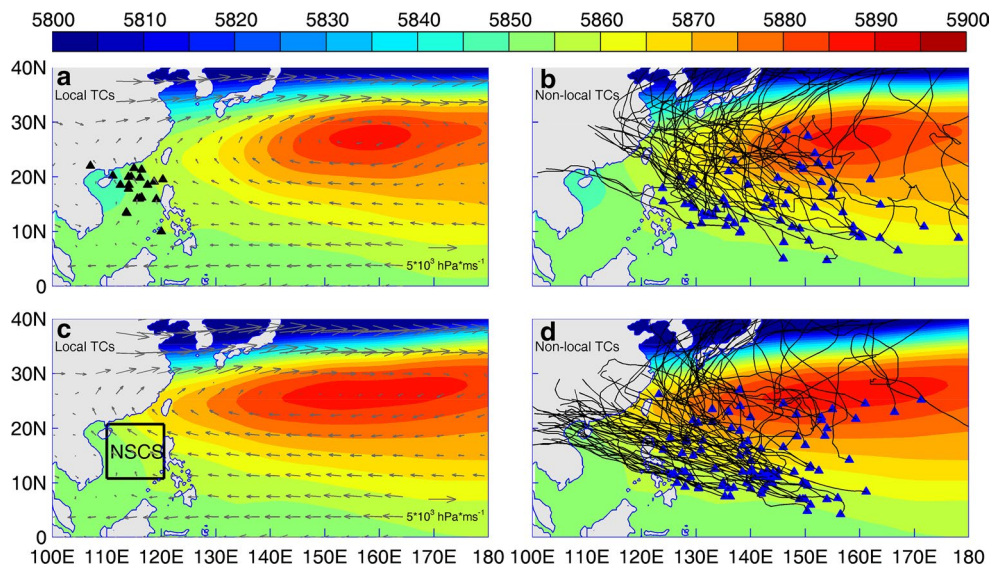 5800 5810 5820 5830 5840 5850 5860 5870 5880 5890 5900
40N a Local TCs b Non-local TCs
30N
20N
10N
0 5*10³ hPa*ms⁻¹
40N c Local TCs d Non-local TCs
30N
20N NSCS
10N
0 5*10³ hPa*ms⁻¹
100E 110E 120E 130E 140E 150E 160E 170E 180 100E 110E 120E 130E 140E 150E 160E 170E 180